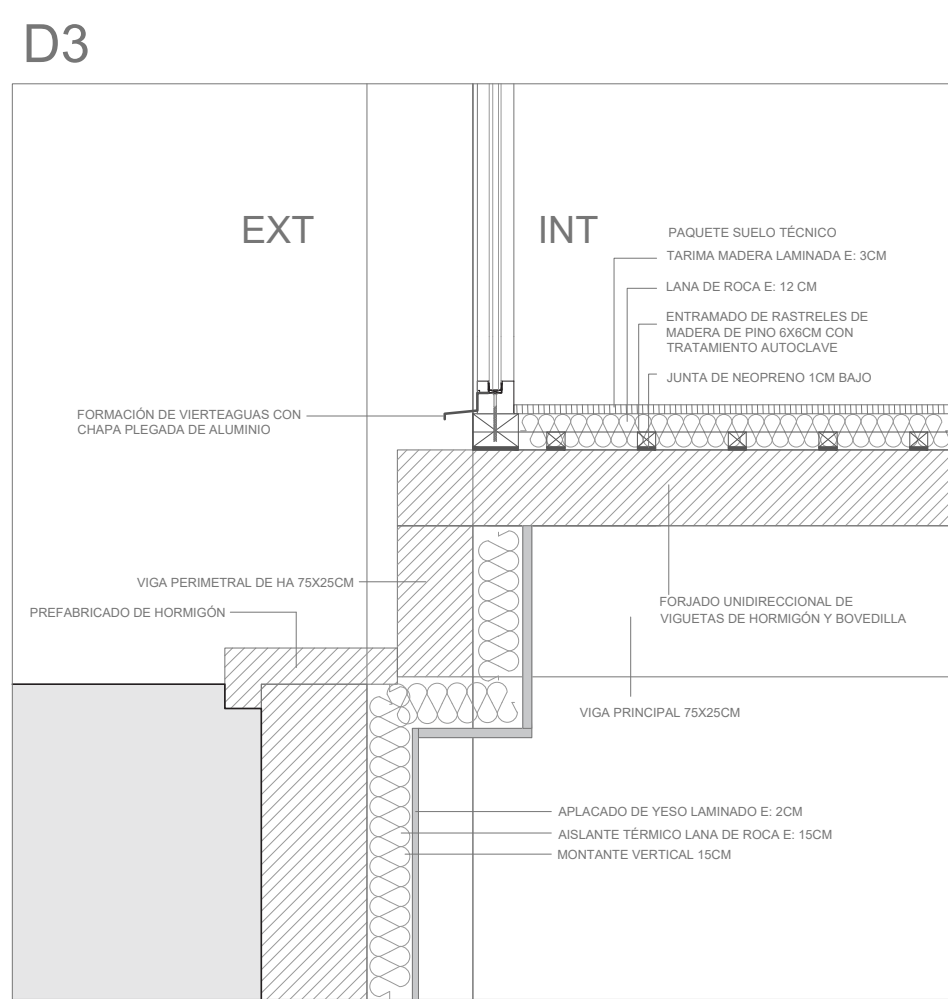 D3
EXT
INT
PAQUETE SUELO TÉCNICO
TARIMA MADERA LAMINADA E: 3CM
LANA DE ROCA E: 12 CM
ENTRAMADO DE RASTRELES DE
MADERA DE PINO 6X6CM CON
TRATAMIENTO AUTOCLAVE
JUNTA DE NEOPRENO 1CM BAJO
FORMACIÓN DE VIERTEAGUAS CON
CHAPA PLEGADA DE ALUMINIO
VIGA PERIMETRAL DE HA 75X25CM
PREFABRICADO DE HORMIGÓN
FORJADO UNIDIRECCIONAL DE
VIGUETAS DE HORMIGÓN Y BOVEDILLA
VIGA PRINCIPAL 75X25CM
APLACADO DE YESO LAMINADO E: 2CM
AISLANTE TÉRMICO LANA DE ROCA E: 15CM
MONTANTE VERTICAL 15CM